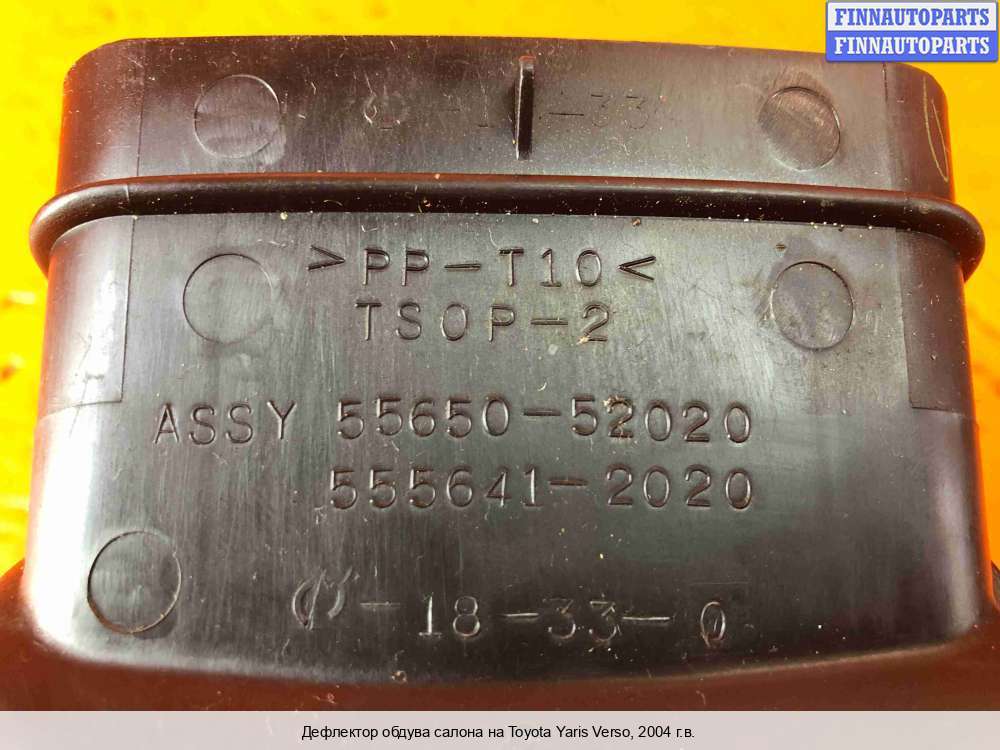 FINNAUTOPARTS
FINNAUTOPARTS
>PP-T10<
TSOP-2
ASSY 55650-52020
555641-2020
-18-33-0
Дефлектор обдува салона на Toyota Yaris Verso, 2004 г.в.